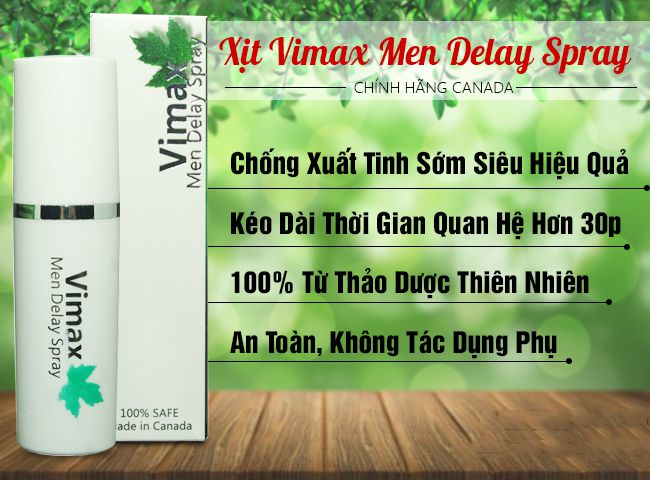 Xịt Vimax Men Delay Spray
CHÍNH HÃNG CANADA
Chống Xuất Tinh Sớm Siêu Hiệu Quả
Kéo Dài Thời Gian Quan Hệ Hơn 30p
100% Từ Thảo Dược Thiên Nhiên
An Toàn, Không Tác Dụng Phụ
Vimax
Men Delay Spray
100% SAFE
Made in Canada
Vimax
Men Delay Spray